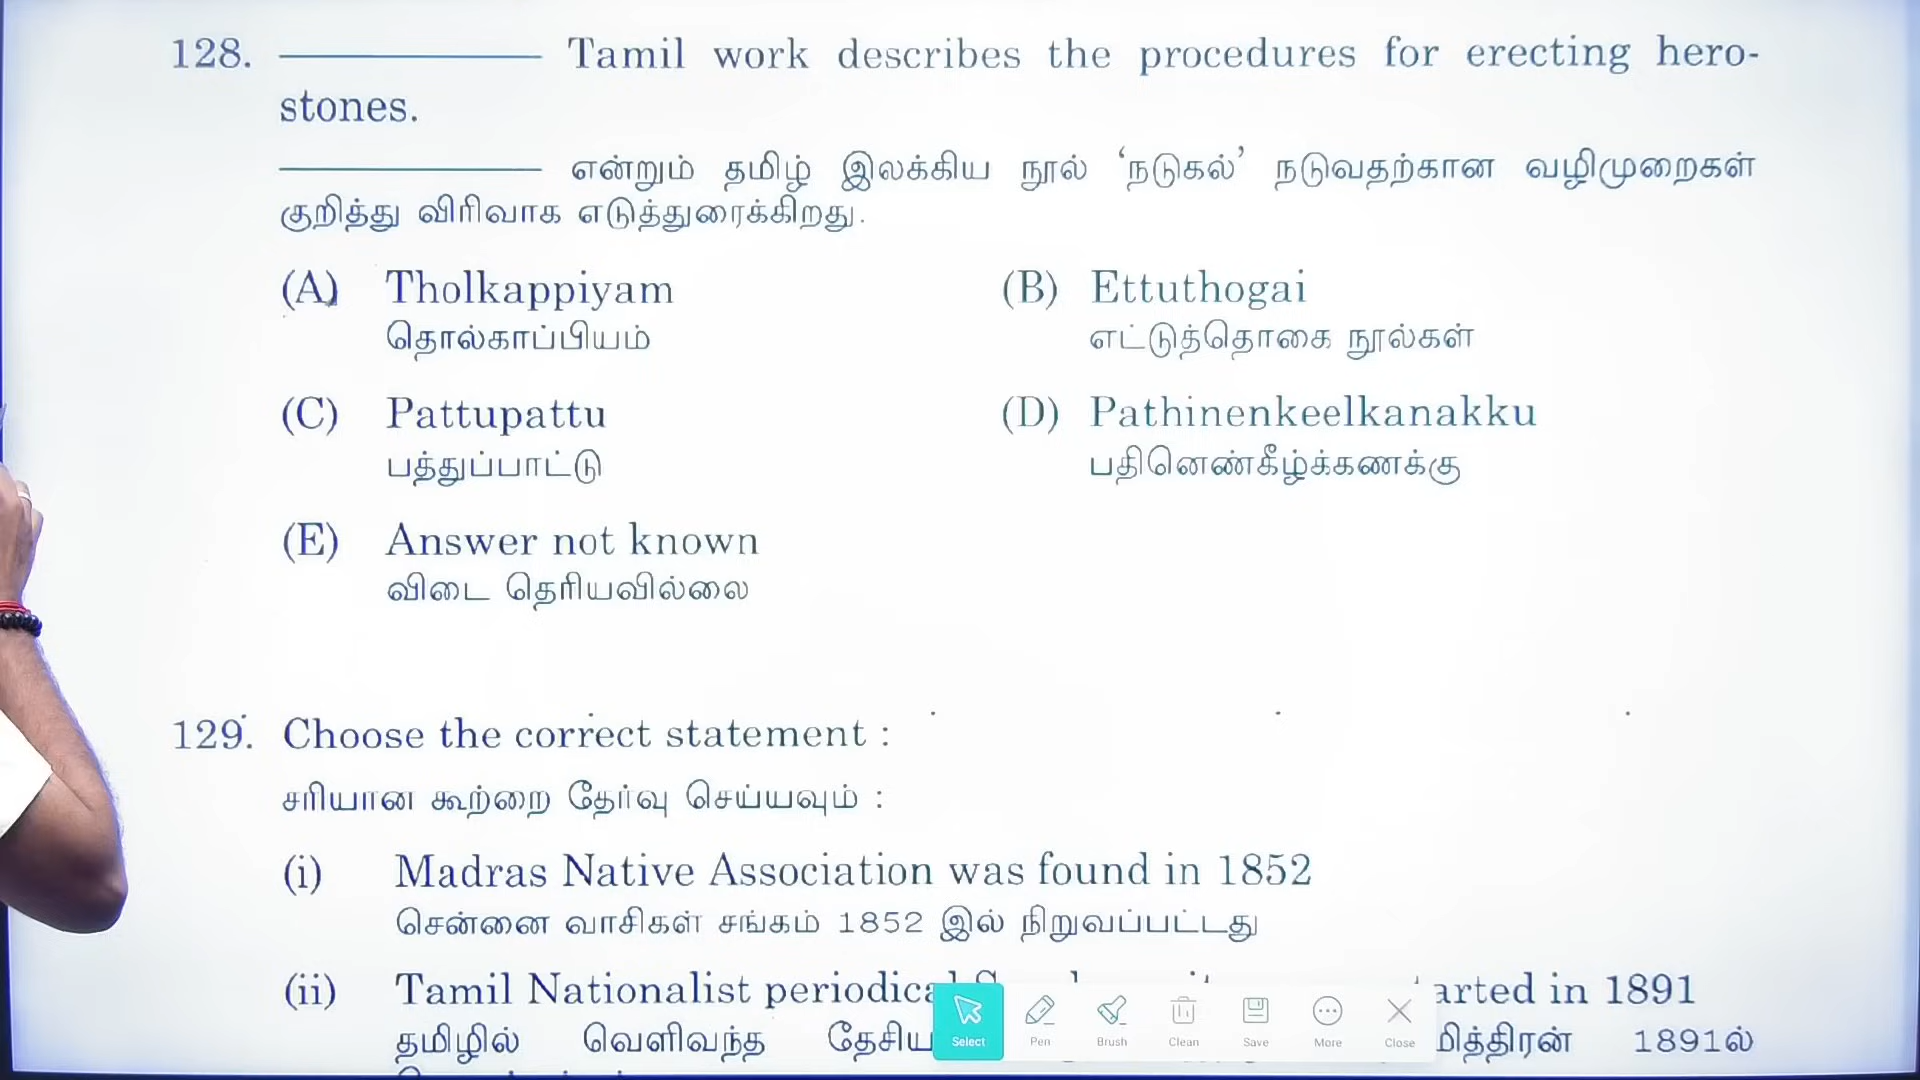 128. ________ Tamil work describes the procedures for erecting hero-
stones.
________ என்றும் தமிழ் இலக்கிய நூல் ‘நடுகல்’ நடுவதற்கான வழிமுறைகள்
குறித்து விரிவாக எடுத்துரைக்கிறது.
(A) Tholkappiyam (B) Ettuthogai
தொல்காப்பியம் எட்டுத்தொகை நூல்கள்
(C) Pattupattu (D) Pathinenkeelkanakku
பத்துப்பாட்டு பதினெண்கீழ்க்கணக்கு
(E) Answer not known
விடை தெரியவில்லை
129. Choose the correct statement :
சரியான கூற்றை தேர்வு செய்யவும் :
(i) Madras Native Association was found in 1852
சென்னை வாசிகள் சங்கம் 1852 இல் நிறுவப்பட்டது
(ii) Tamil Nationalist in 1891
தமிழில் வெளிவந்த 1891ல்
Select Pen Brush Clean Save More Close